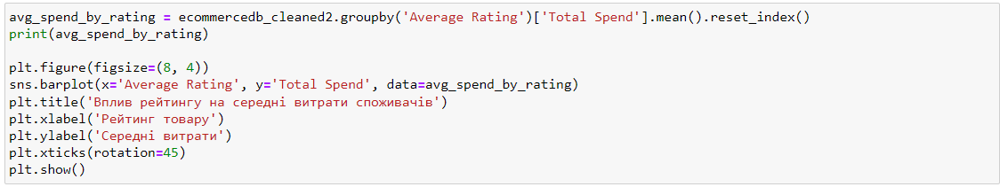 avg_spend_by_rating = ecommercedb_cleaned2.groupby('Average Rating')['Total Spend'].mean().reset_index()
print(avg_spend_by_rating)

plt.figure(figsize=(8, 4))
sns.barplot(x='Average Rating', y='Total Spend', data=avg_spend_by_rating)
plt.title('Вплив рейтингу на середні витрати споживачів')
plt.xlabel('Рейтинг товару')
plt.ylabel('Середні витрати')
plt.xticks(rotation=45)
plt.show()